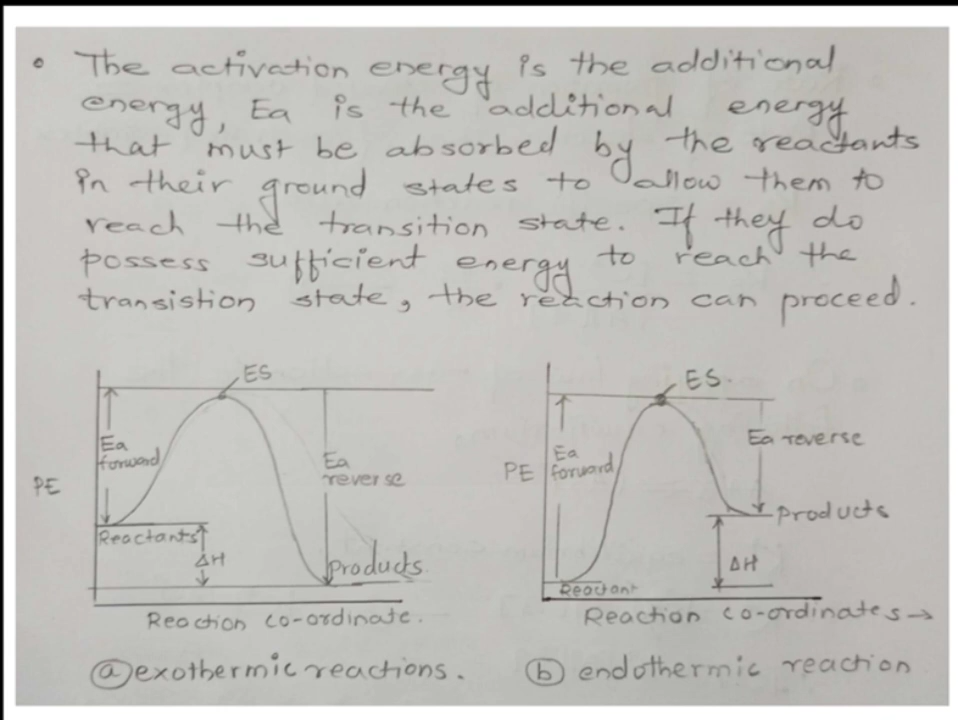 • The activation energy is the additional
energy, Ea is the additional energy
that must be absorbed by the reactants
in their ground states to allow them to
reach the transition state. If they do
possess sufficient energy to reach the
transistion state, the reaction can proceed.
ES
Ea
forward
Ea
reverse
PE
Reactants
ΔH
Products
Reaction co-ordinate.
ⓐ exothermic reactions.
ES.
Ea reverse
Ea
forward
PE
Products
ΔH
Reactant
Reaction co-ordinates →
ⓑ endothermic reaction